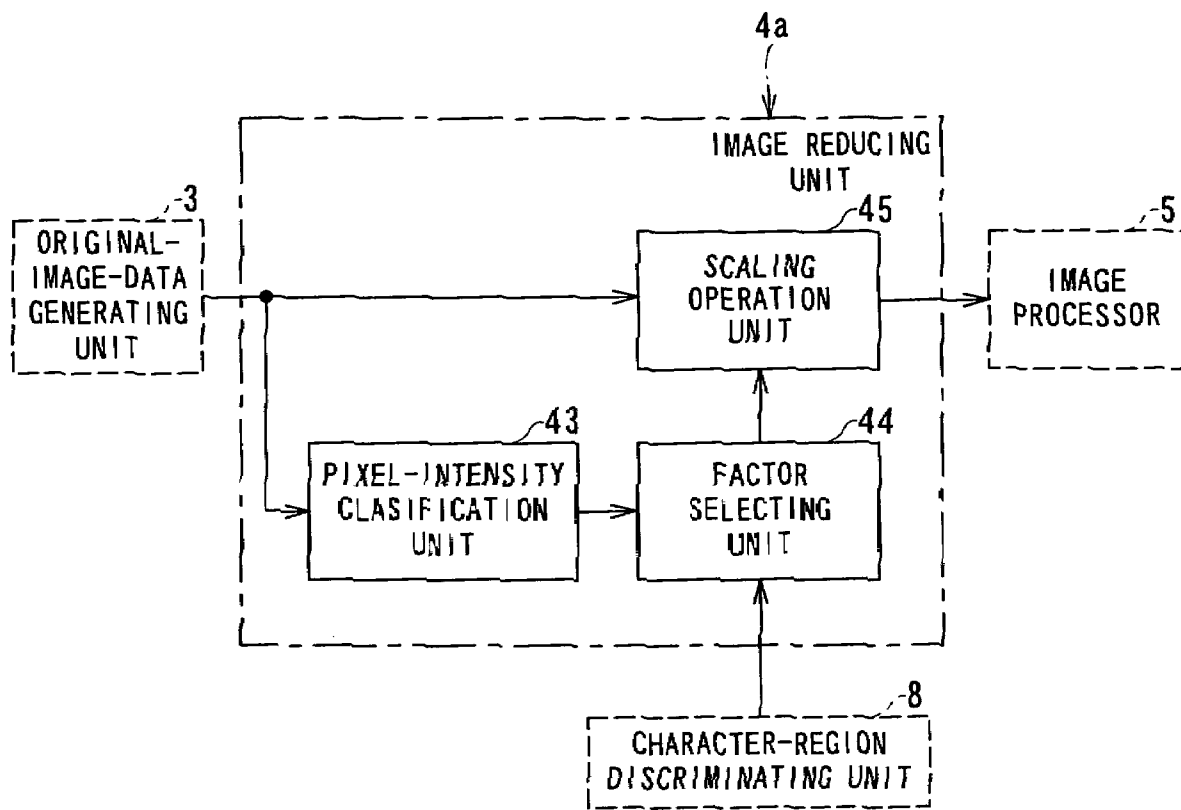 4a
IMAGE REDUCING
UNIT
3
ORIGINAL-
IMAGE-DATA
GENERATING
UNIT
45
SCALING
OPERATION
UNIT
5
IMAGE
PROCESSOR
43
PIXEL-INTENSITY
CLASIFICATION
UNIT
44
FACTOR
SELECTING
UNIT
8
CHARACTER-REGION
DISCRIMINATING UNIT